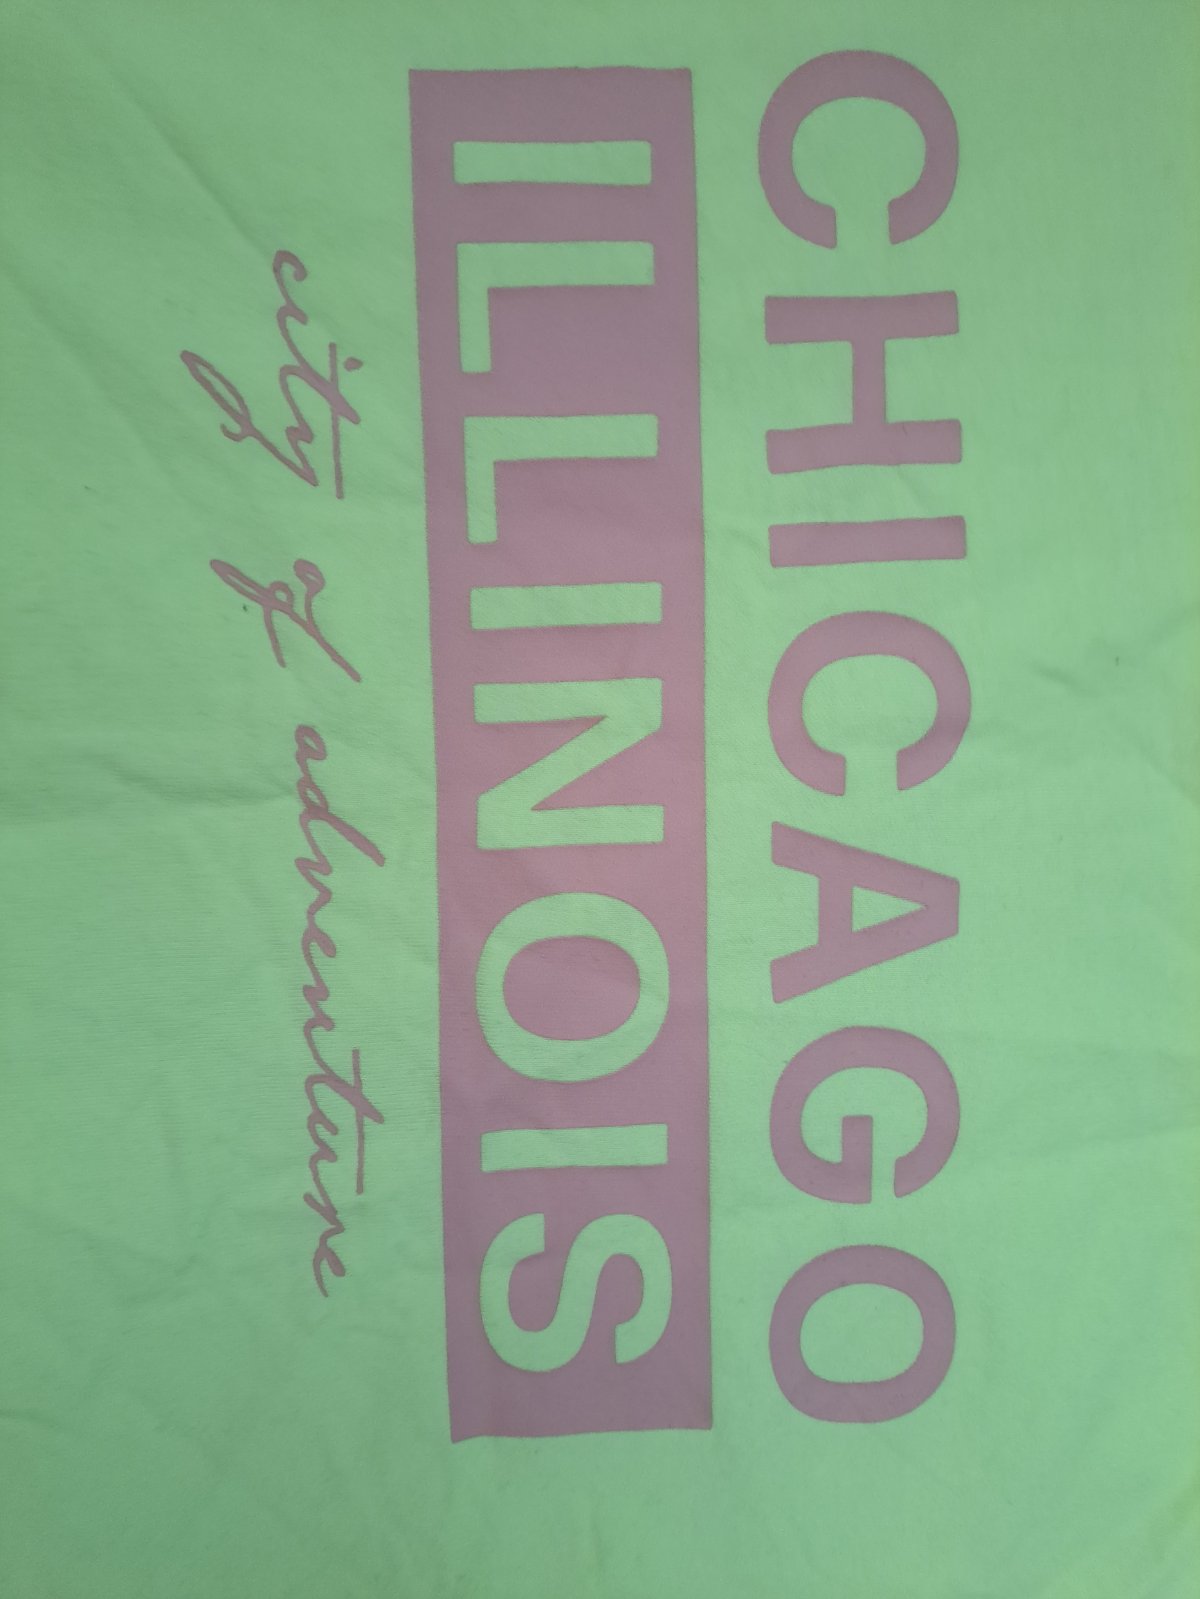 CHICAGO
ILLINOIS
city of adventure